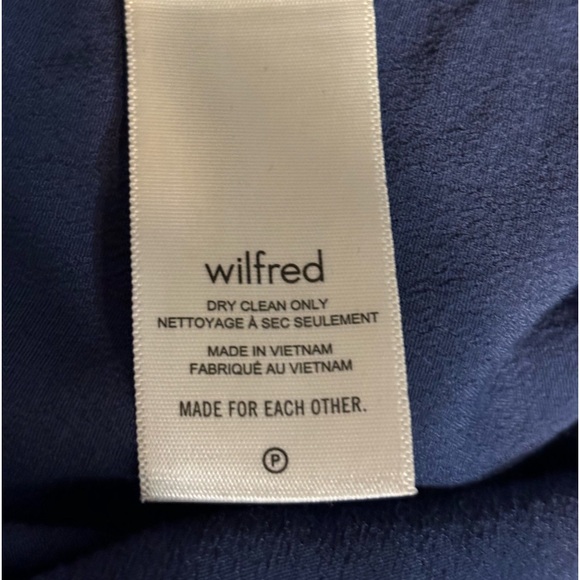 wilfred
DRY CLEAN ONLY
NETTOYAGE À SEC SEULEMENT
MADE IN VIETNAM
FABRIQUÉ AU VIETNAM
MADE FOR EACH OTHER.
P